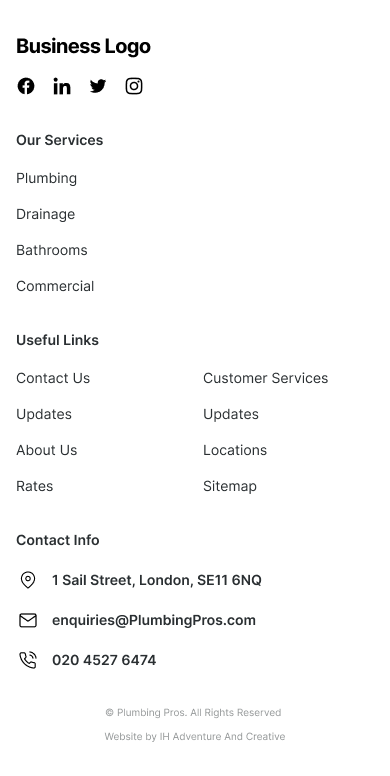 Business Logo
Our Services
Plumbing
Drainage
Bathrooms
Commercial
Useful Links
Contact Us
Updates
About Us
Rates
Customer Services
Updates
Locations
Sitemap
Contact Info
1 Sail Street, London, SE11 6NQ
enquiries@PlumbingPros.com
020 4527 6474
© Plumbing Pros. All Rights Reserved
Website by IH Adventure And Creative